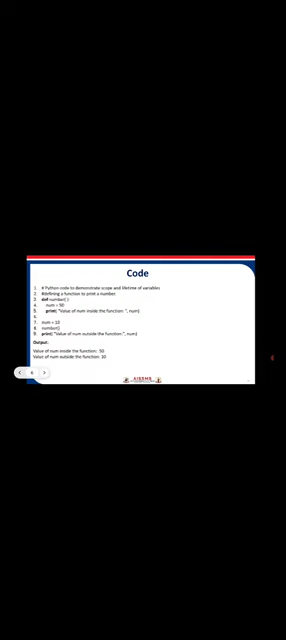 Code
1. # Python code to demonstrate scope and lifetime of variables
2. #defining a function to print a number.
3. def number( ):
4. num = 50
5. print( "Value of num inside the function: ", num)
6.
7. num = 10
8. number()
9. print( "Value of num outside the function:", num)
Output:
Value of num inside the function: 50
Value of num outside the function: 10
< 6 >
AISSMS